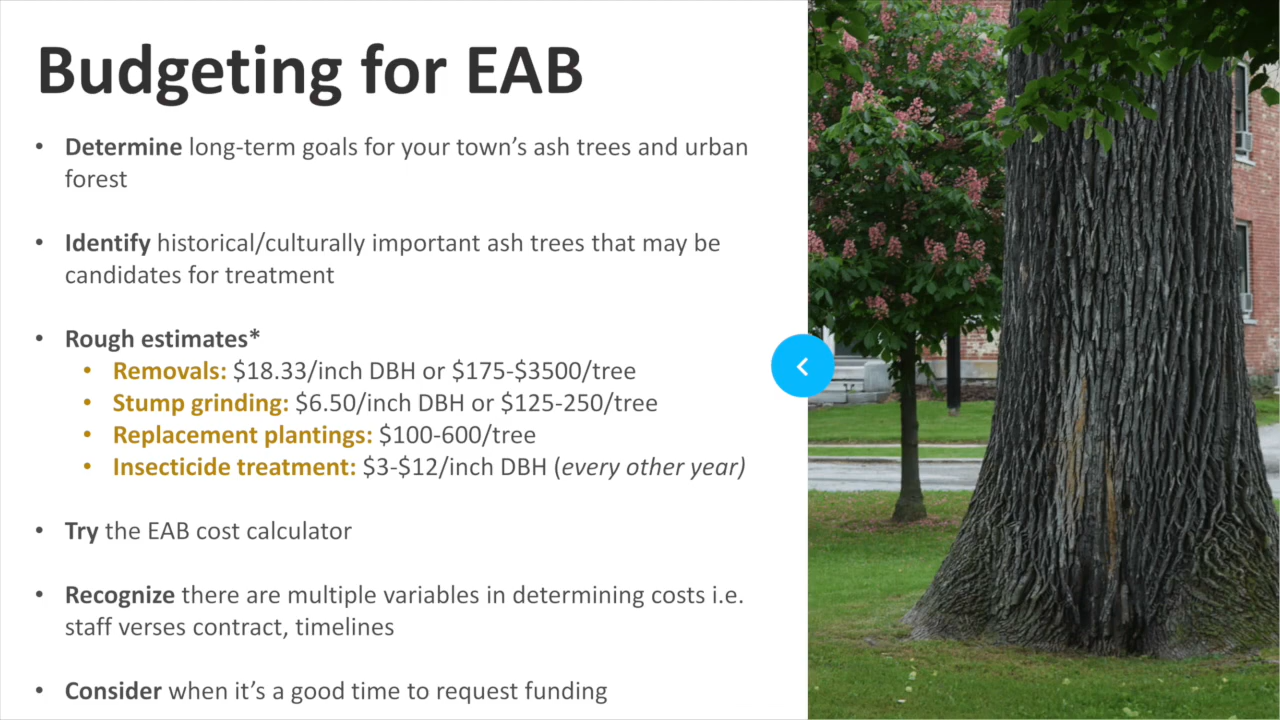 Budgeting for EAB
• Determine long-term goals for your town’s ash trees and urban
forest
• Identify historical/culturally important ash trees that may be
candidates for treatment
• Rough estimates*
• Removals: $18.33/inch DBH or $175-$3500/tree
• Stump grinding: $6.50/inch DBH or $125-250/tree
• Replacement plantings: $100-600/tree
• Insecticide treatment: $3-$12/inch DBH (every other year)
• Try the EAB cost calculator
• Recognize there are multiple variables in determining costs i.e.
staff verses contract, timelines
• Consider when it’s a good time to request funding